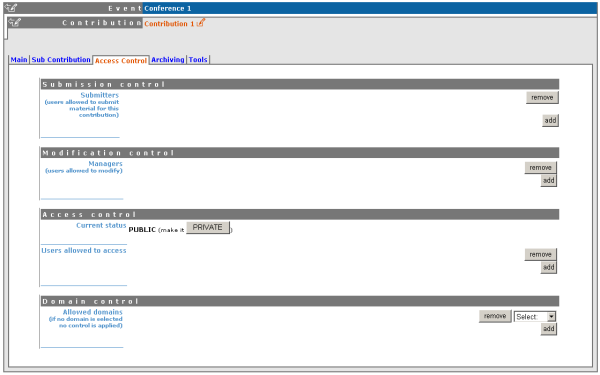 Event Conference 1
Contribution Contribution 1
Main Sub Contribution Access Control Archiving Tools
Submission control
Submitters
(users allowed to submit
material for this
contribution)
remove
add
Modification control
Managers
(users allowed to modify)
remove
add
Access control
Current status PUBLIC (make it PRIVATE )
Users allowed to access
remove
add
Domain control
Allowed domains
(if no domain is selected
no control is applied)
remove Select:
add